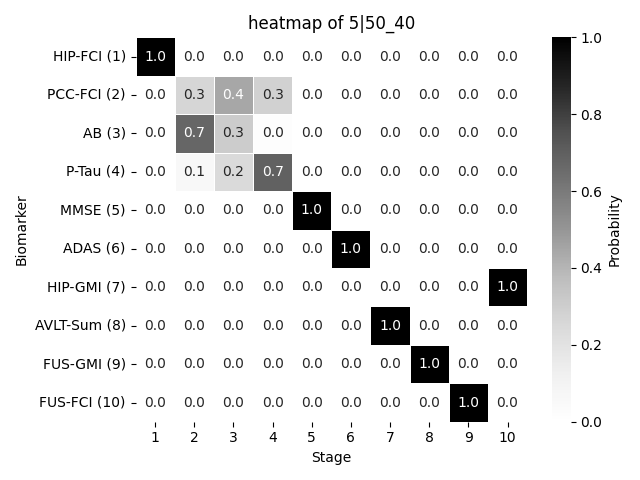 heatmap of 5|50_40
HIP-FCI (1) 1.0 0.0 0.0 0.0 0.0 0.0 0.0 0.0 0.0 0.0
PCC-FCI (2) 0.0 0.3 0.4 0.3 0.0 0.0 0.0 0.0 0.0 0.0
AB (3) 0.0 0.7 0.3 0.0 0.0 0.0 0.0 0.0 0.0 0.0
P-Tau (4) 0.0 0.1 0.2 0.7 0.0 0.0 0.0 0.0 0.0 0.0
MMSE (5) 0.0 0.0 0.0 0.0 1.0 0.0 0.0 0.0 0.0 0.0
ADAS (6) 0.0 0.0 0.0 0.0 0.0 1.0 0.0 0.0 0.0 0.0
HIP-GMI (7) 0.0 0.0 0.0 0.0 0.0 0.0 0.0 0.0 0.0 1.0
AVLT-Sum (8) 0.0 0.0 0.0 0.0 0.0 0.0 1.0 0.0 0.0 0.0
FUS-GMI (9) 0.0 0.0 0.0 0.0 0.0 0.0 0.0 1.0 0.0 0.0
FUS-FCI (10) 0.0 0.0 0.0 0.0 0.0 0.0 0.0 0.0 1.0 0.0
1 2 3 4 5 6 7 8 9 10
Stage
Biomarker
1.0
0.8
0.6
0.4
0.2
0.0
Probability